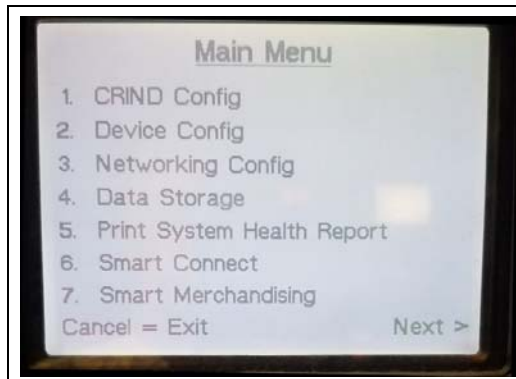 Main Menu
1. CRIND Config
2. Device Config
3. Networking Config
4. Data Storage
5. Print System Health Report
6. Smart Connect
7. Smart Merchandising
Cancel = Exit Next >